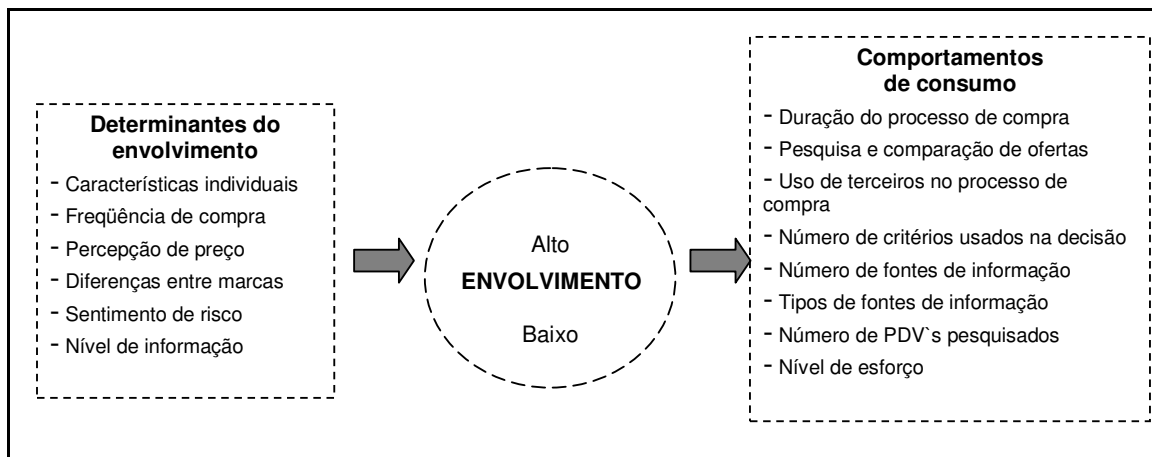 Determinantes do
envolvimento
- Características individuais
- Freqüência de compra
- Percepção de preço
- Diferenças entre marcas
- Sentimento de risco
- Nível de informação
Alto
ENVOLVIMENTO
Baixo
Comportamentos
de consumo
- Duração do processo de compra
- Pesquisa e comparação de ofertas
- Uso de terceiros no processo de
compra
- Número de critérios usados na decisão
- Número de fontes de informação
- Tipos de fontes de informação
- Número de PDV`s pesquisados
- Nível de esforço